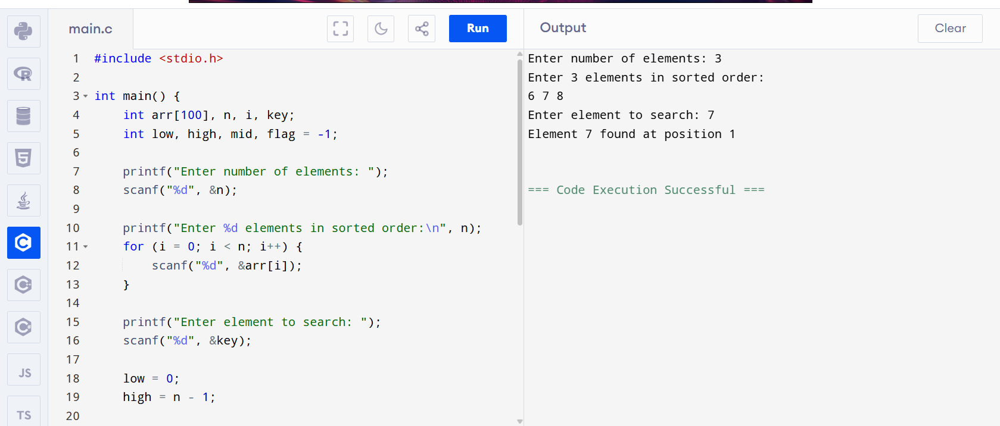 main.c
Run
Output
Clear
1 #include <stdio.h>
2
3 int main() {
4 int arr[100], n, i, key;
5 int low, high, mid, flag = -1;
6
7 printf("Enter number of elements: ");
8 scanf("%d", &n);
9
10 printf("Enter %d elements in sorted order:\n", n);
11 for (i = 0; i < n; i++) {
12 scanf("%d", &arr[i]);
13 }
14
15 printf("Enter element to search: ");
16 scanf("%d", &key);
17
18 low = 0;
19 high = n - 1;
20
Enter number of elements: 3
Enter 3 elements in sorted order:
6 7 8
Enter element to search: 7
Element 7 found at position 1
=== Code Execution Successful ===
R
5
C
C++
C#
JS
TS